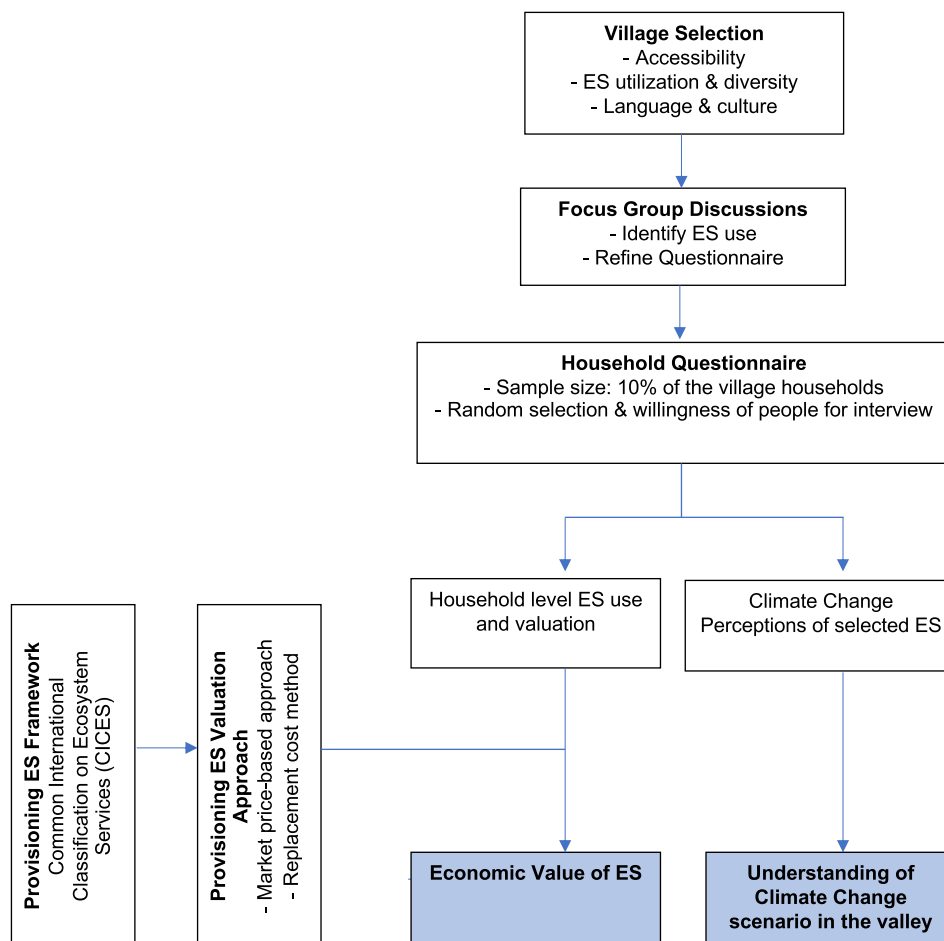 Village Selection
- Accessibility
- ES utilization & diversity
- Language & culture
Focus Group Discussions
- Identify ES use
- Refine Questionnaire
Household Questionnaire
- Sample size: 10% of the village households
- Random selection & willingness of people for interview
Household level ES use
and valuation
Climate Change
Perceptions of selected ES
Provisioning ES Framework
Common International
Classification on Ecosystem
Services (CICES)
Provisioning ES Valuation
Approach
- Market price-based approach
- Replacement cost method
Economic Value of ES
Understanding of
Climate Change
scenario in the valley